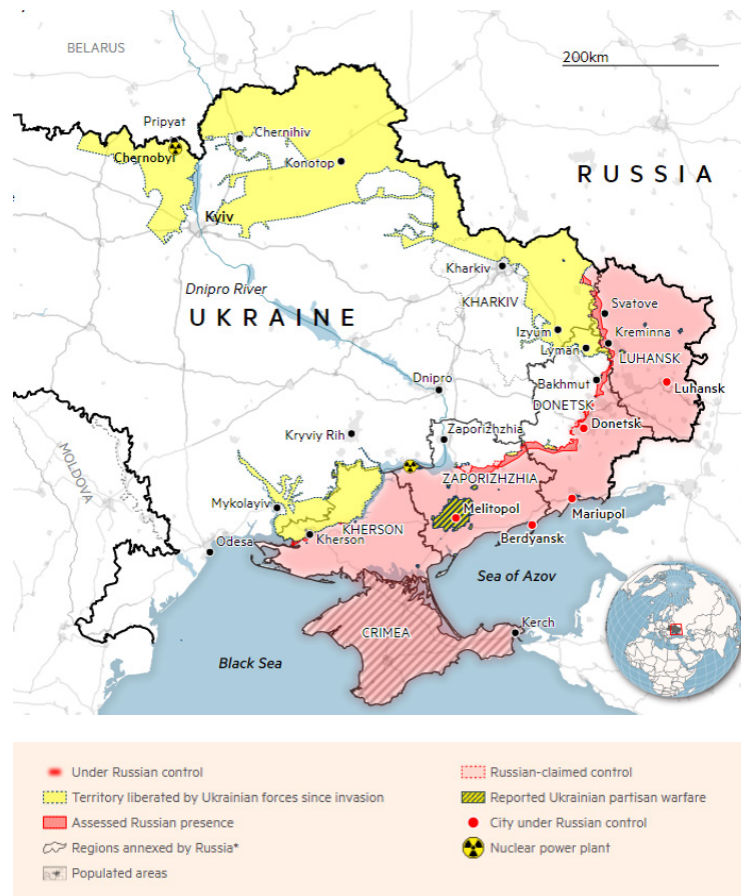 BELARUS
200km
Pripyat
Chernihiv
Chernobyl
Konotop
RUSSIA
Kyiv
Kharkiv
Dnipro River
KHARKIV
Svatove
UKRAINE
Izyum
Kreminna
Lyman
LUHANSK
Dnipro
Bakhmut
Luhansk
DONETSK
Kryviy Rih
Zaporizhzhia
Donetsk
MOLDOVA
ZAPORIZHZHIA
Mykolayiv
Melitopol
Mariupol
KHERSON
Kherson
Berdyansk
Odesa
Sea of Azov
CRIMEA
Kerch
Black Sea
Under Russian control
Territory liberated by Ukrainian forces since invasion
Assessed Russian presence
Regions annexed by Russia*
Populated areas
Russian-claimed control
Reported Ukrainian partisan warfare
City under Russian control
Nuclear power plant